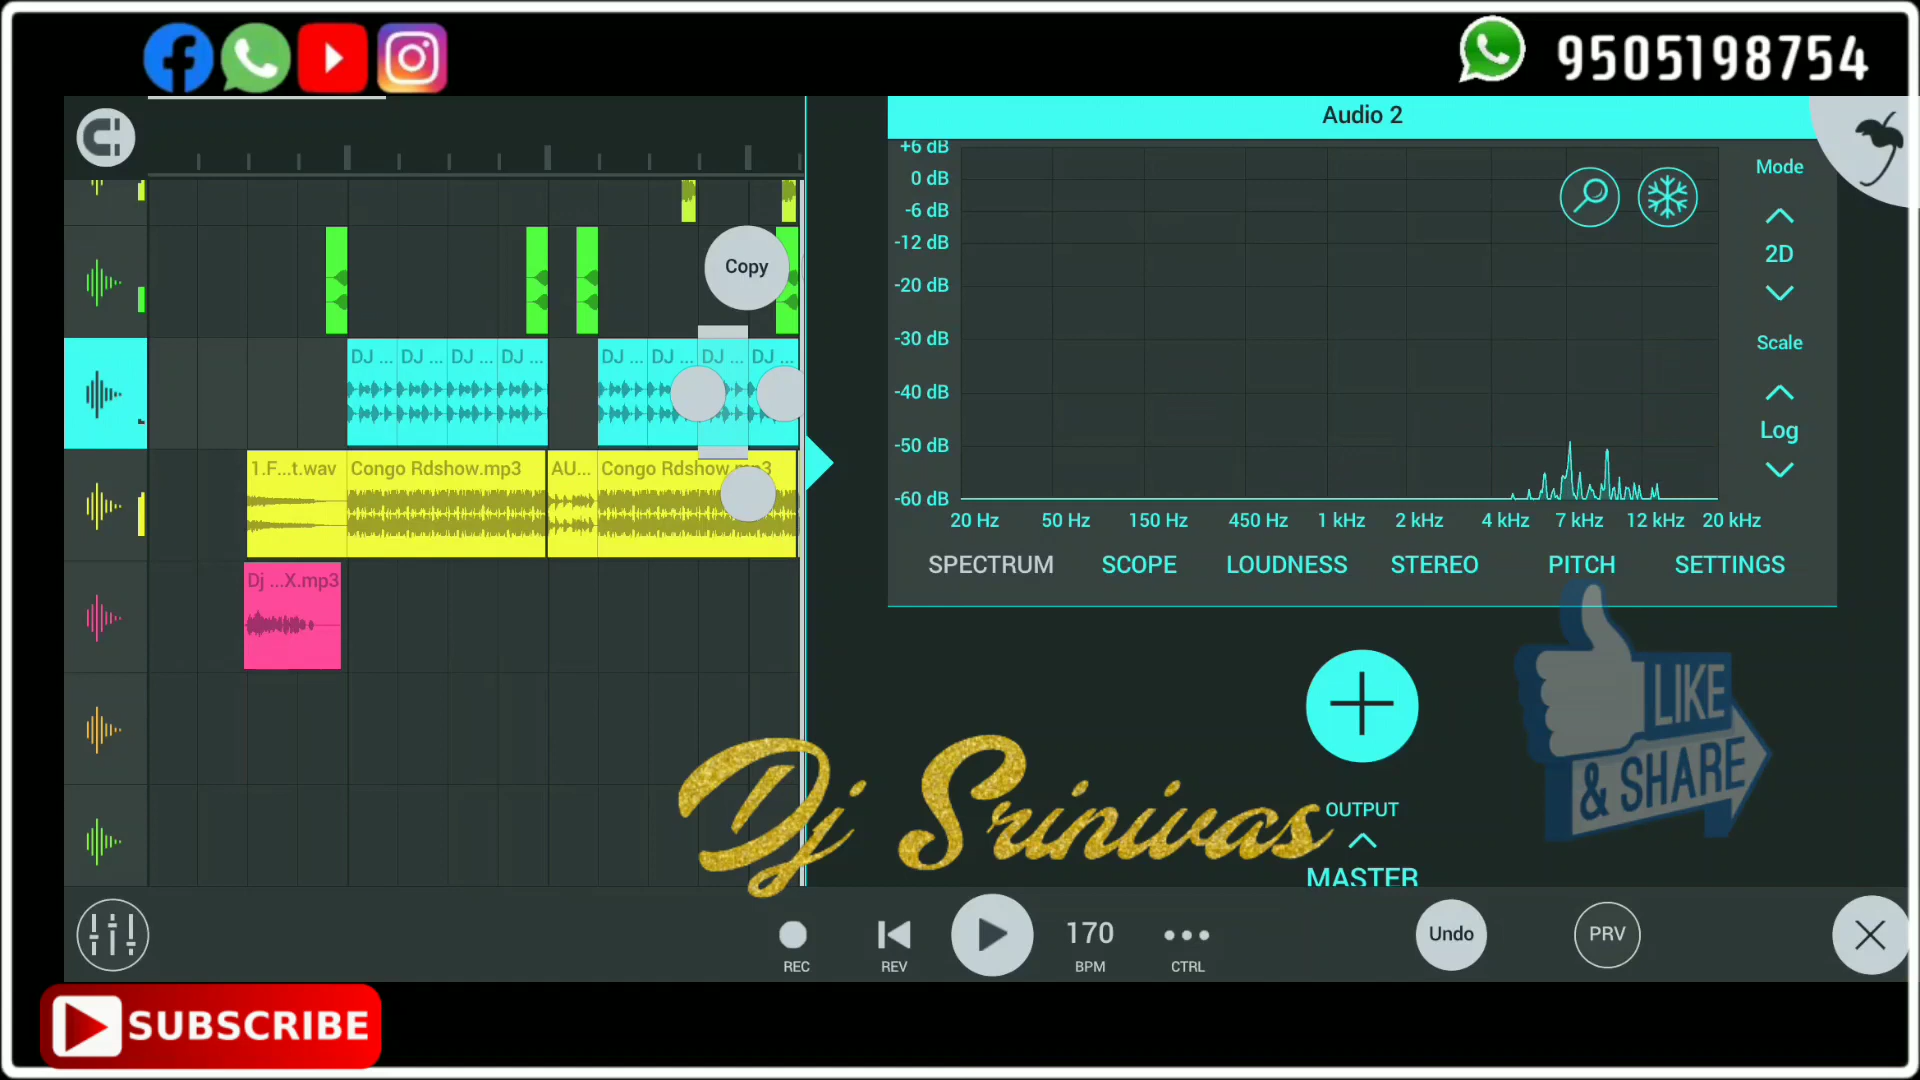 9505198754
Audio 2
+6 dB
0 dB
-6 dB
-12 dB
-20 dB
-30 dB
-40 dB
-50 dB
-60 dB
20 Hz 50 Hz 150 Hz 450 Hz 1 kHz 2 kHz 4 kHz 7 kHz 12 kHz 20 kHz
Mode
2D
Scale
Log
SPECTRUM SCOPE LOUDNESS STEREO PITCH SETTINGS
Copy
DJ ... DJ ... DJ ... DJ ... DJ ... DJ ... DJ ... DJ ...
1.F...t.wav Congo Rdshow.mp3 AU... Congo Rdshow.mp3
Dj ...X.mp3
LIKE
& SHARE
Dj Srinivas
OUTPUT
MASTER
REC
REV
170
BPM
CTRL
Undo
PRV
SUBSCRIBE